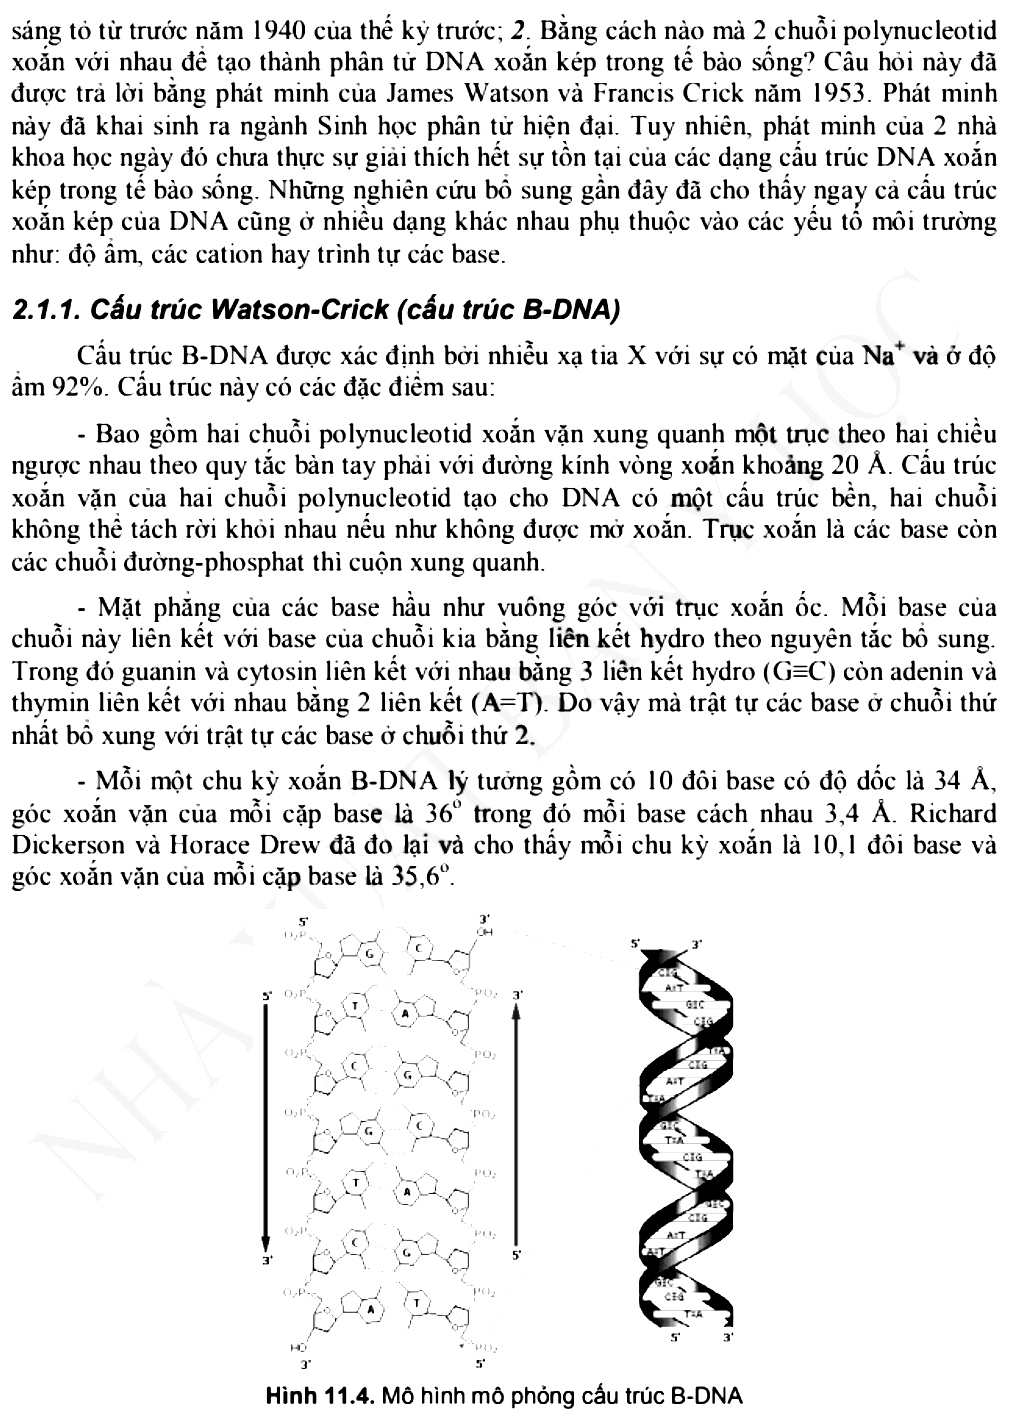 sáng tỏ từ trước năm 1940 của thế kỷ trước; 2. Bằng cách nào mà 2 chuỗi polynucleotid
xoắn với nhau để tạo thành phân tử DNA xoắn kép trong tế bào sống? Câu hỏi này đã
được trả lời bằng phát minh của James Watson và Francis Crick năm 1953. Phát minh
này đã khai sinh ra ngành Sinh học phân tử hiện đại. Tuy nhiên, phát minh của 2 nhà
khoa học ngày đó chưa thực sự giải thích hết sự tồn tại của các dạng cấu trúc DNA xoắn
kép trong tế bào sống. Những nghiên cứu bổ sung gần đây đã cho thấy ngay cả cấu trúc
xoắn kép của DNA cũng ở nhiều dạng khác nhau phụ thuộc vào các yếu tố môi trường
như: độ ẩm, các cation hay trình tự các base.
2.1.1. Cấu trúc Watson-Crick (cấu trúc B-DNA)
Cấu trúc B-DNA được xác định bởi nhiễu xạ tia X với sự có mặt của Na⁺ và ở độ
ẩm 92%. Cấu trúc này có các đặc điểm sau:
- Bao gồm hai chuỗi polynucleotid xoắn vặn xung quanh một trục theo hai chiều
ngược nhau theo quy tắc bàn tay phải với đường kính vòng xoắn khoảng 20 Å. Cấu trúc
xoắn vặn của hai chuỗi polynucleotid tạo cho DNA có một cấu trúc bền, hai chuỗi
không thể tách rời khỏi nhau nếu như không được mở xoắn. Trục xoắn là các base còn
các chuỗi đường-phosphat thì cuộn xung quanh.
- Mặt phẳng của các base hầu như vuông góc với trục xoắn ốc. Mỗi base của
chuỗi này liên kết với base của chuỗi kia bằng liên kết hydro theo nguyên tắc bổ sung.
Trong đó guanin và cytosin liên kết với nhau bằng 3 liên kết hydro (G≡C) còn adenin và
thymin liên kết với nhau bằng 2 liên kết (A=T). Do vậy mà trật tự các base ở chuỗi thứ
nhất bổ xung với trật tự các base ở chuỗi thứ 2.
- Mỗi một chu kỳ xoắn B-DNA lý tưởng gồm có 10 đôi base có độ dốc là 34 Å,
góc xoắn vặn của mỗi cặp base là 36° trong đó mỗi base cách nhau 3,4 Å. Richard
Dickerson và Horace Drew đã đo lại và cho thấy mỗi chu kỳ xoắn là 10,1 đôi base và
góc xoắn vặn của mỗi cặp base là 35,6°.
5' 3' 5' 3'
O₂P OH
G C
5' O₂P PO₂ 3'
T A
O₂P PO₂
C G
O₂P PO₂
G C
O₂P PO₂
T A
O₂P PO₂
C G
3' 5'
O₂P PO₂
A T
HO PO₂
3' 5'
C≡G
A=T
G≡C
C≡G
T=A
C≡G
A=T
T=A
G≡C
T=A
C≡G
T=A
G≡C
C≡G
A=T
A=T
G≡C
C≡G
T=A
5' 3'
Hình 11.4. Mô hình mô phỏng cấu trúc B-DNA